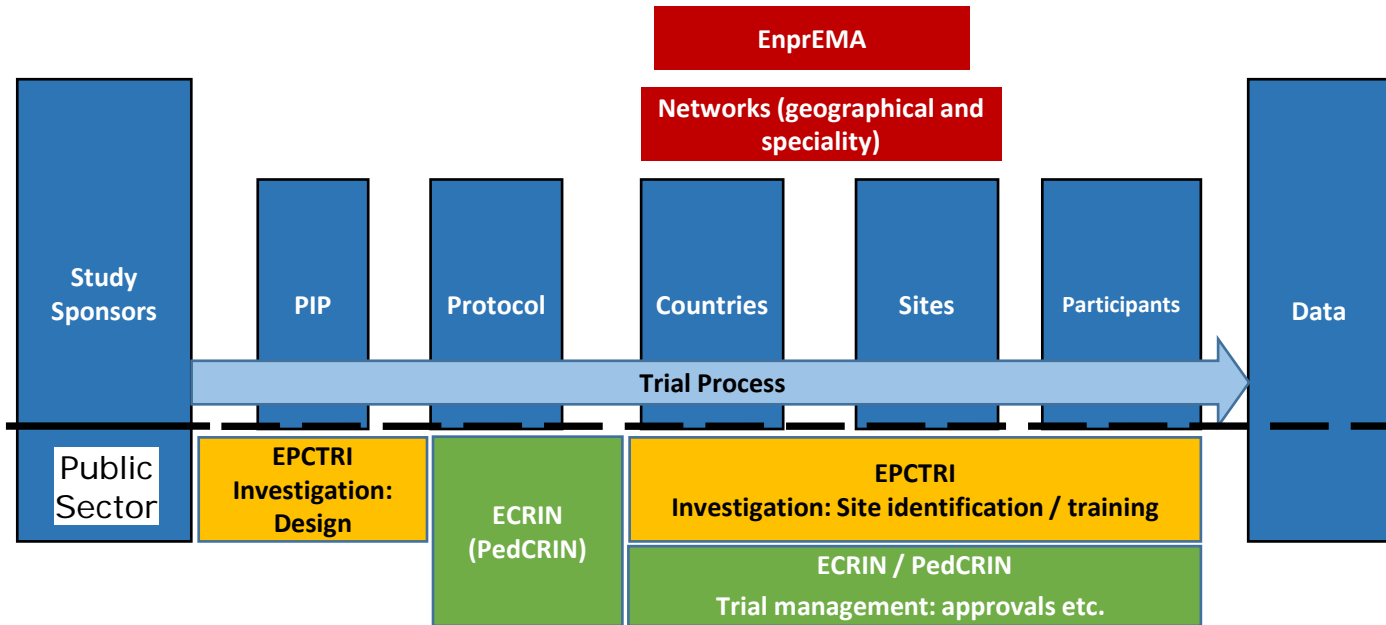 EnprEMA
Networks (geographical and
speciality)
Study
Sponsors
PIP
Protocol
Countries
Sites
Participants
Data
Trial Process
Public
Sector
EPCTRI
Investigation:
Design
ECRIN
(PedCRIN)
EPCTRI
Investigation: Site identification / training
ECRIN / PedCRIN
Trial management: approvals etc.